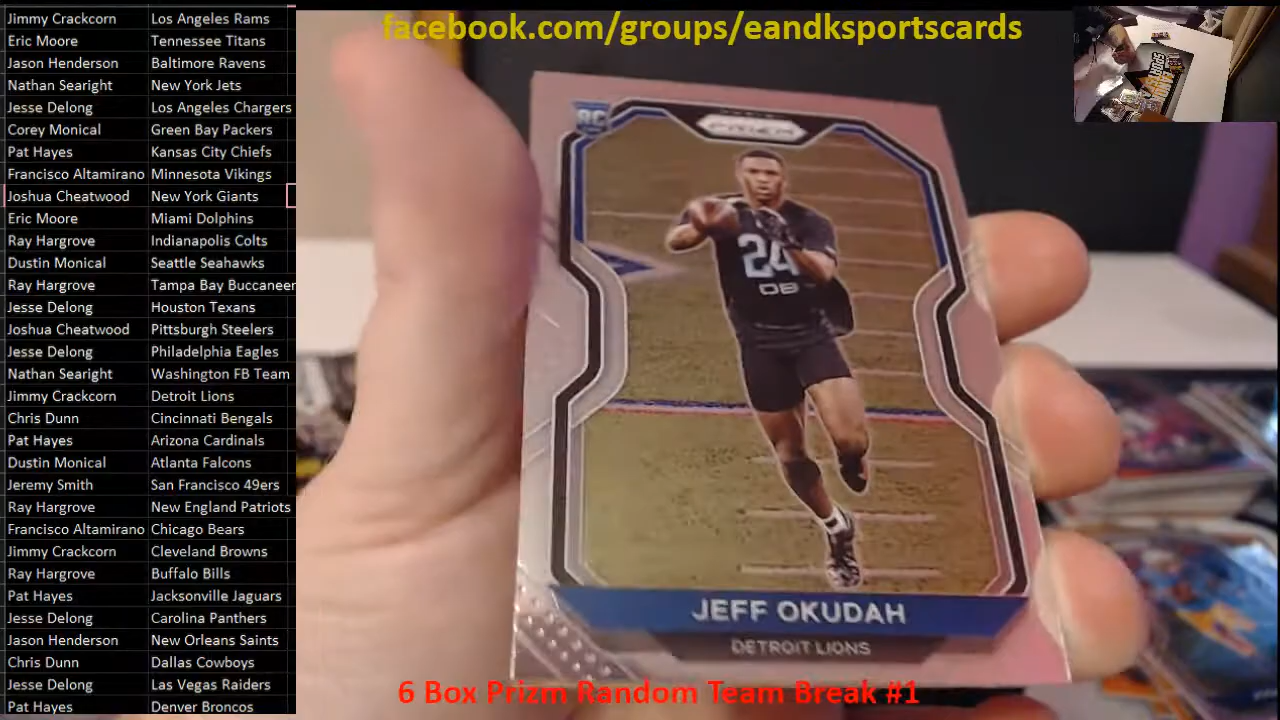 facebook.com/groups/eandksportscards
Jimmy Crackcorn Los Angeles Rams
Eric Moore Tennessee Titans
Jason Henderson Baltimore Ravens
Nathan Searight New York Jets
Jesse Delong Los Angeles Chargers
Corey Monical Green Bay Packers
Pat Hayes Kansas City Chiefs
Francisco Altamirano Minnesota Vikings
Joshua Cheatwood New York Giants
Eric Moore Miami Dolphins
Ray Hargrove Indianapolis Colts
Dustin Monical Seattle Seahawks
Ray Hargrove Tampa Bay Buccaneer
Jesse Delong Houston Texans
Joshua Cheatwood Pittsburgh Steelers
Jesse Delong Philadelphia Eagles
Nathan Searight Washington FB Team
Jimmy Crackcorn Detroit Lions
Chris Dunn Cincinnati Bengals
Pat Hayes Arizona Cardinals
Dustin Monical Atlanta Falcons
Jeremy Smith San Francisco 49ers
Ray Hargrove New England Patriots
Francisco Altamirano Chicago Bears
Jimmy Crackcorn Cleveland Browns
Ray Hargrove Buffalo Bills
Pat Hayes Jacksonville Jaguars
Jesse Delong Carolina Panthers
Jason Henderson New Orleans Saints
Chris Dunn Dallas Cowboys
Jesse Delong Las Vegas Raiders
Pat Hayes Denver Broncos
RC
PRIZM
24
DB
JEFF OKUDAH
DETROIT LIONS
6 Box Prizm Random Team Break #1